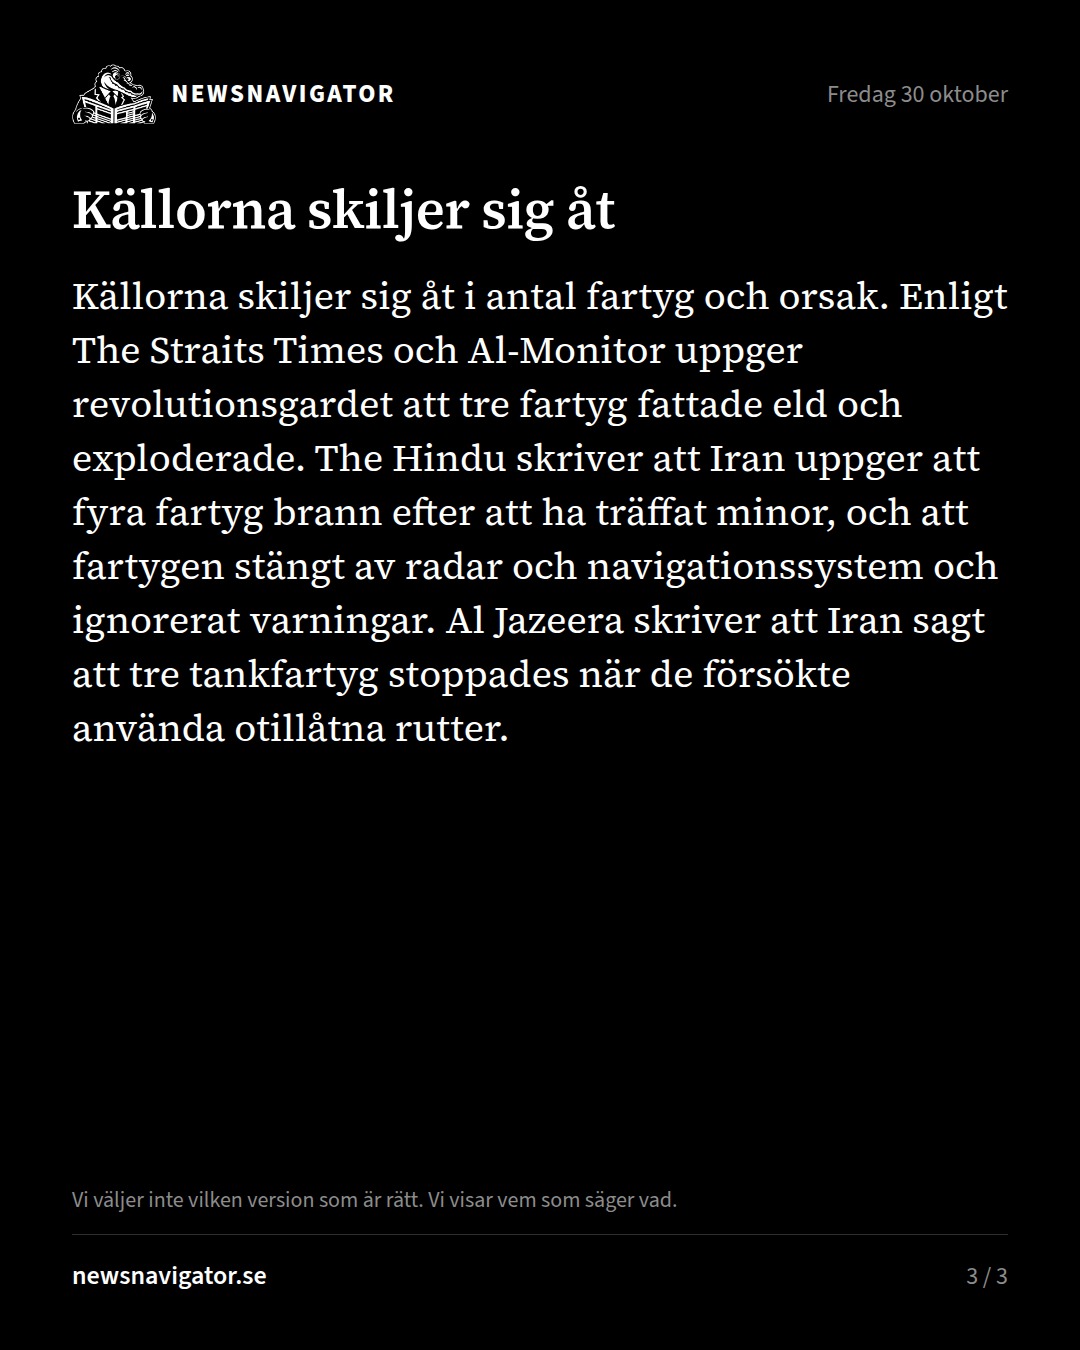 NEWSNAVIGATOR
Fredag 30 oktober
Källorna skiljer sig åt
Källorna skiljer sig åt i antal fartyg och orsak. Enligt
The Straits Times och Al-Monitor uppger
revolutionsgardet att tre fartyg fattade eld och
exploderade. The Hindu skriver att Iran uppger att
fyra fartyg brann efter att ha träffat minor, och att
fartygen stängt av radar och navigationssystem och
ignorerat varningar. Al Jazeera skriver att Iran sagt
att tre tankfartyg stoppades när de försökte
använda otillåtna rutter.
Vi väljer inte vilken version som är rätt. Vi visar vem som säger vad.
newsnavigator.se
3 / 3